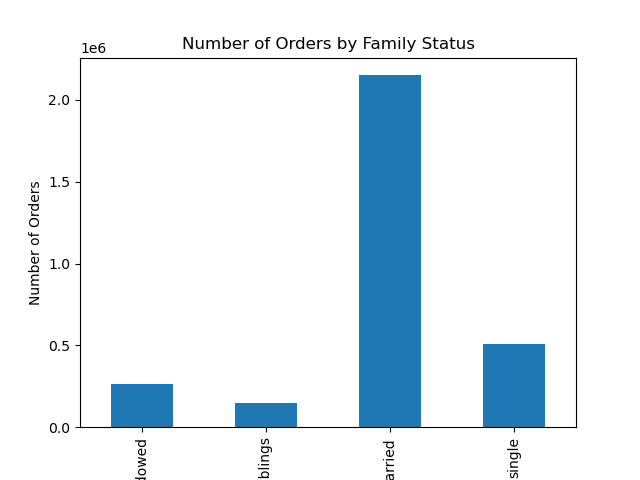 Number of Orders by Family Status
1e6
Number of Orders
2.0
1.5
1.0
0.5
0.0
dowed
blings
arried
single